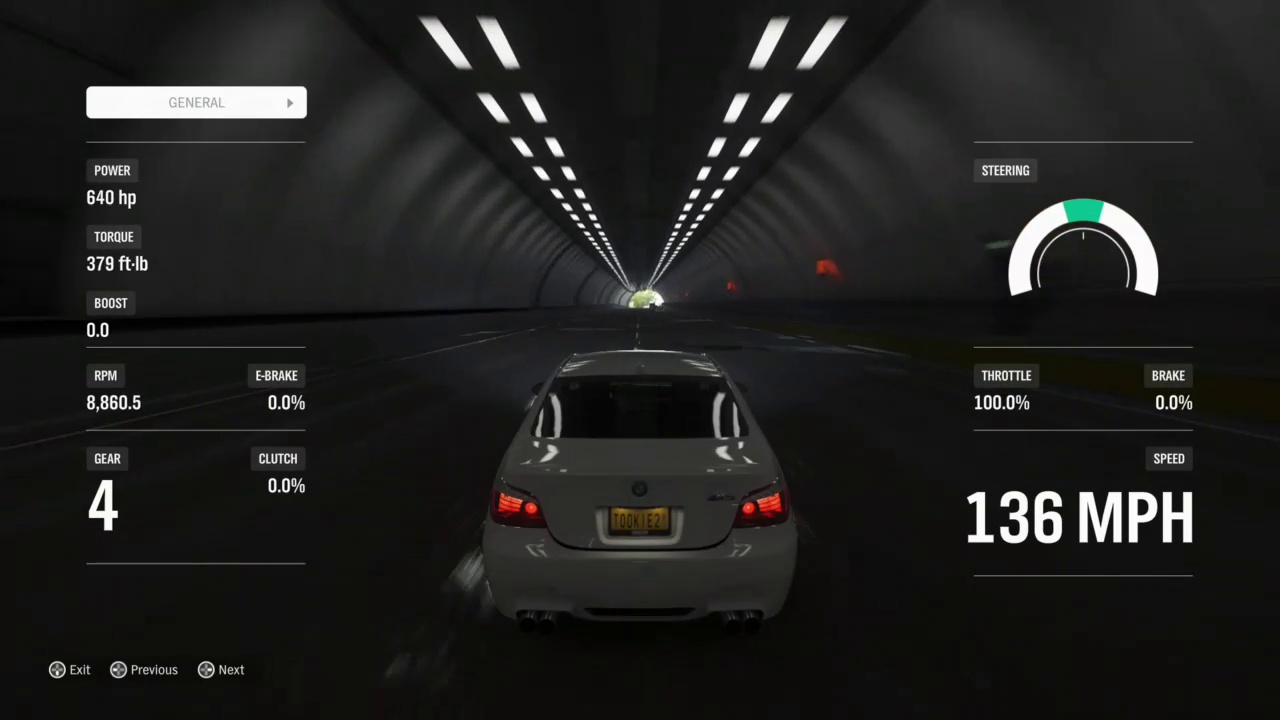 GENERAL
POWER
640 hp
TORQUE
379 ft·lb
BOOST
0.0
RPM
E-BRAKE
8,860.5
0.0%
GEAR
CLUTCH
4
0.0%
STEERING
THROTTLE
BRAKE
100.0%
0.0%
SPEED
136 MPH
TOOKIE2
Exit
Previous
Next